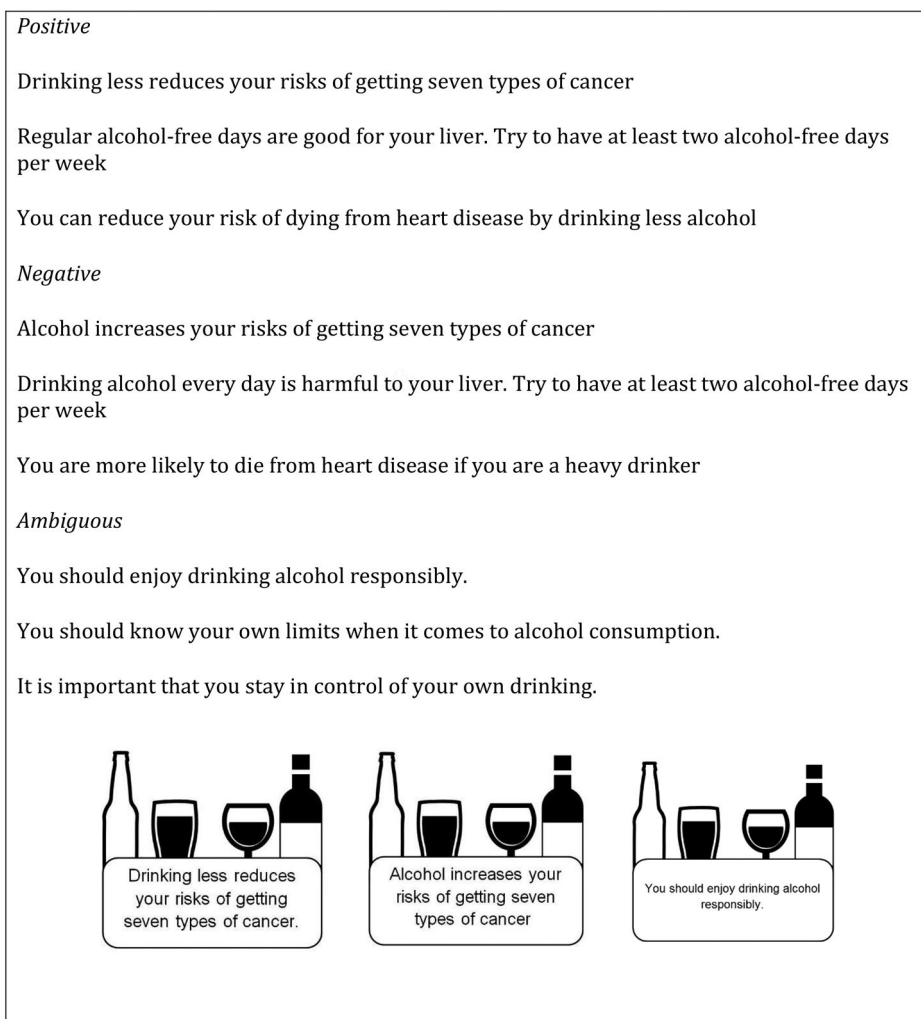 Positive
Drinking less reduces your risks of getting seven types of cancer
Regular alcohol-free days are good for your liver. Try to have at least two alcohol-free days
per week
You can reduce your risk of dying from heart disease by drinking less alcohol
Negative
Alcohol increases your risks of getting seven types of cancer
Drinking alcohol every day is harmful to your liver. Try to have at least two alcohol-free days
per week
You are more likely to die from heart disease if you are a heavy drinker
Ambiguous
You should enjoy drinking alcohol responsibly.
You should know your own limits when it comes to alcohol consumption.
It is important that you stay in control of your own drinking.
Drinking less reduces
your risks of getting
seven types of cancer.
Alcohol increases your
risks of getting seven
types of cancer
You should enjoy drinking alcohol
responsibly.